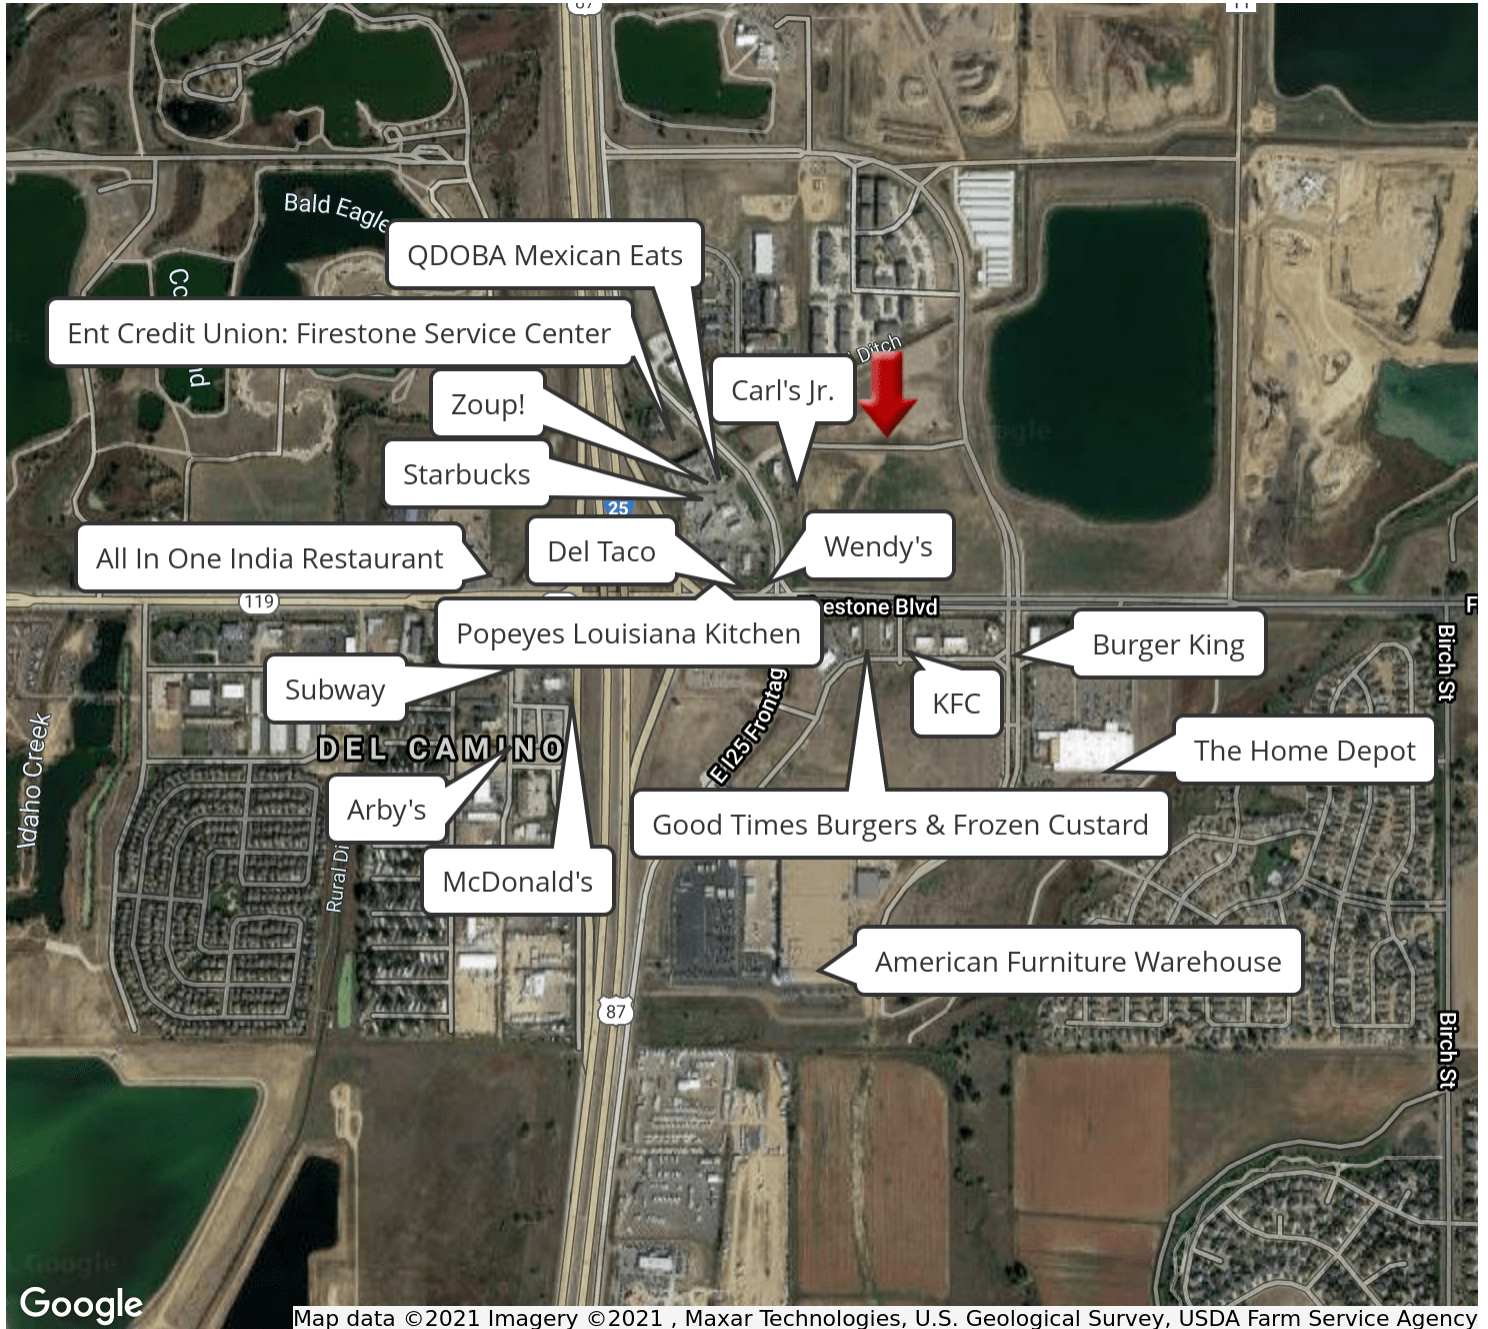 87
11
Bald Eagle
QDOBA Mexican Eats
Ent Credit Union: Firestone Service Center
Ditch
Carl's Jr.
Zoup!
Starbucks
25
Del Taco
Wendy's
All In One India Restaurant
119
estone Blvd
Popeyes Louisiana Kitchen
Burger King
Birch St
Subway
KFC
E I25 Frontag
DEL CAMINO
The Home Depot
Idaho Creek
Arby's
Good Times Burgers & Frozen Custard
Rural Di
McDonald's
American Furniture Warehouse
87
Birch St
Google
Google
Map data ©2021 Imagery ©2021 , Maxar Technologies, U.S. Geological Survey, USDA Farm Service Agency